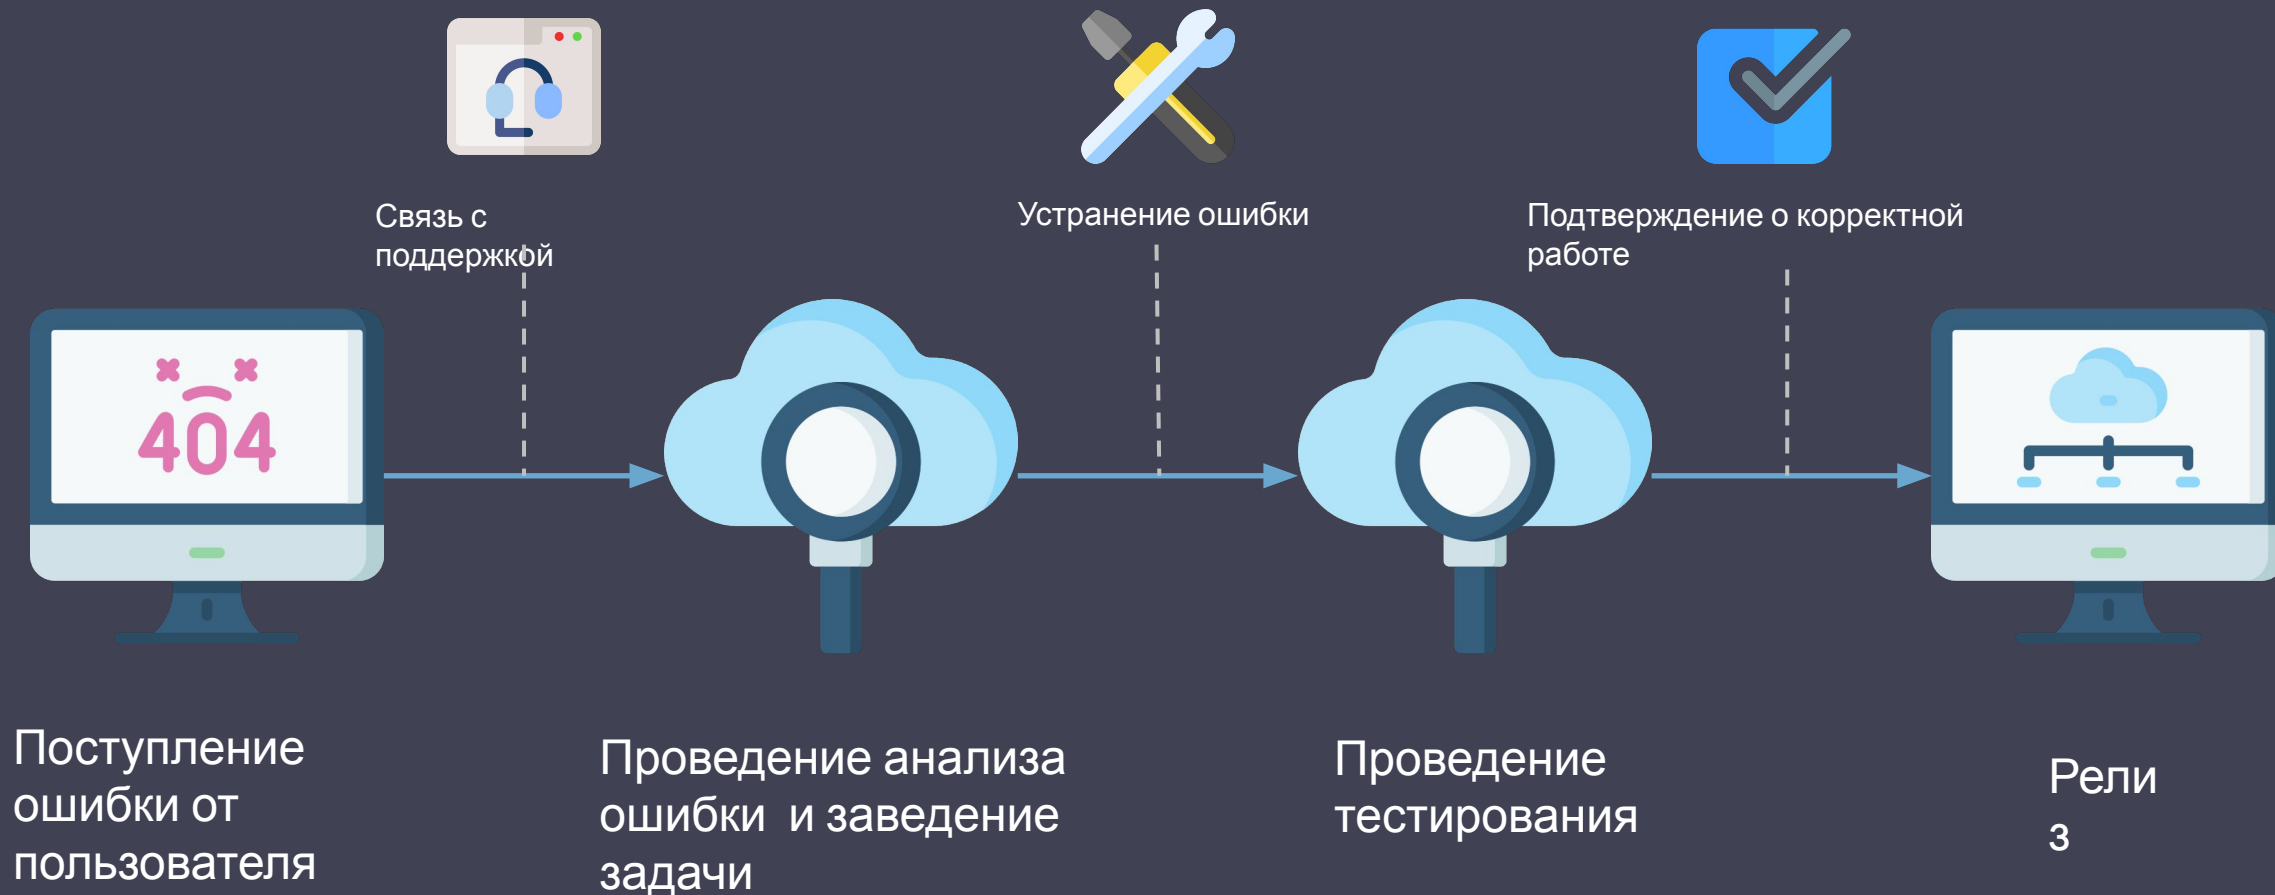 Связь с
поддержкой
Устранение ошибки
Подтверждение о корректной
работе
404
Поступление
ошибки от
пользователя
Проведение анализа
ошибки  и заведение
задачи
Проведение
тестирования
Рели
з